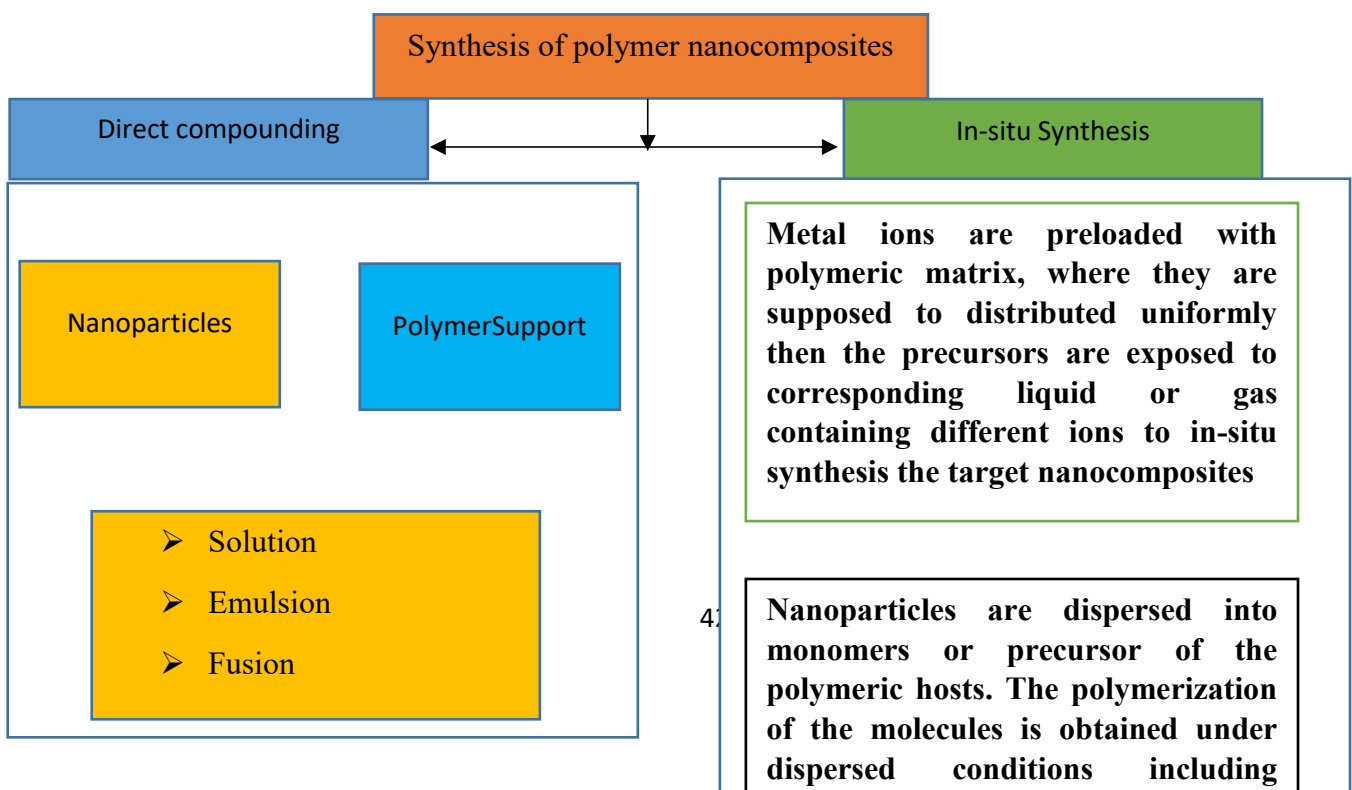 Synthesis of polymer nanocomposites
Direct compounding
In-situ Synthesis
Nanoparticles
PolymerSupport
➢ Solution
➢ Emulsion
➢ Fusion
Metal ions are preloaded with
polymeric matrix, where they are
supposed to distributed uniformly
then the precursors are exposed to
corresponding liquid or gas
containing different ions to in-situ
synthesis the target nanocomposites
Nanoparticles are dispersed into
monomers or precursor of the
polymeric hosts. The polymerization
of the molecules is obtained under
dispersed conditions including